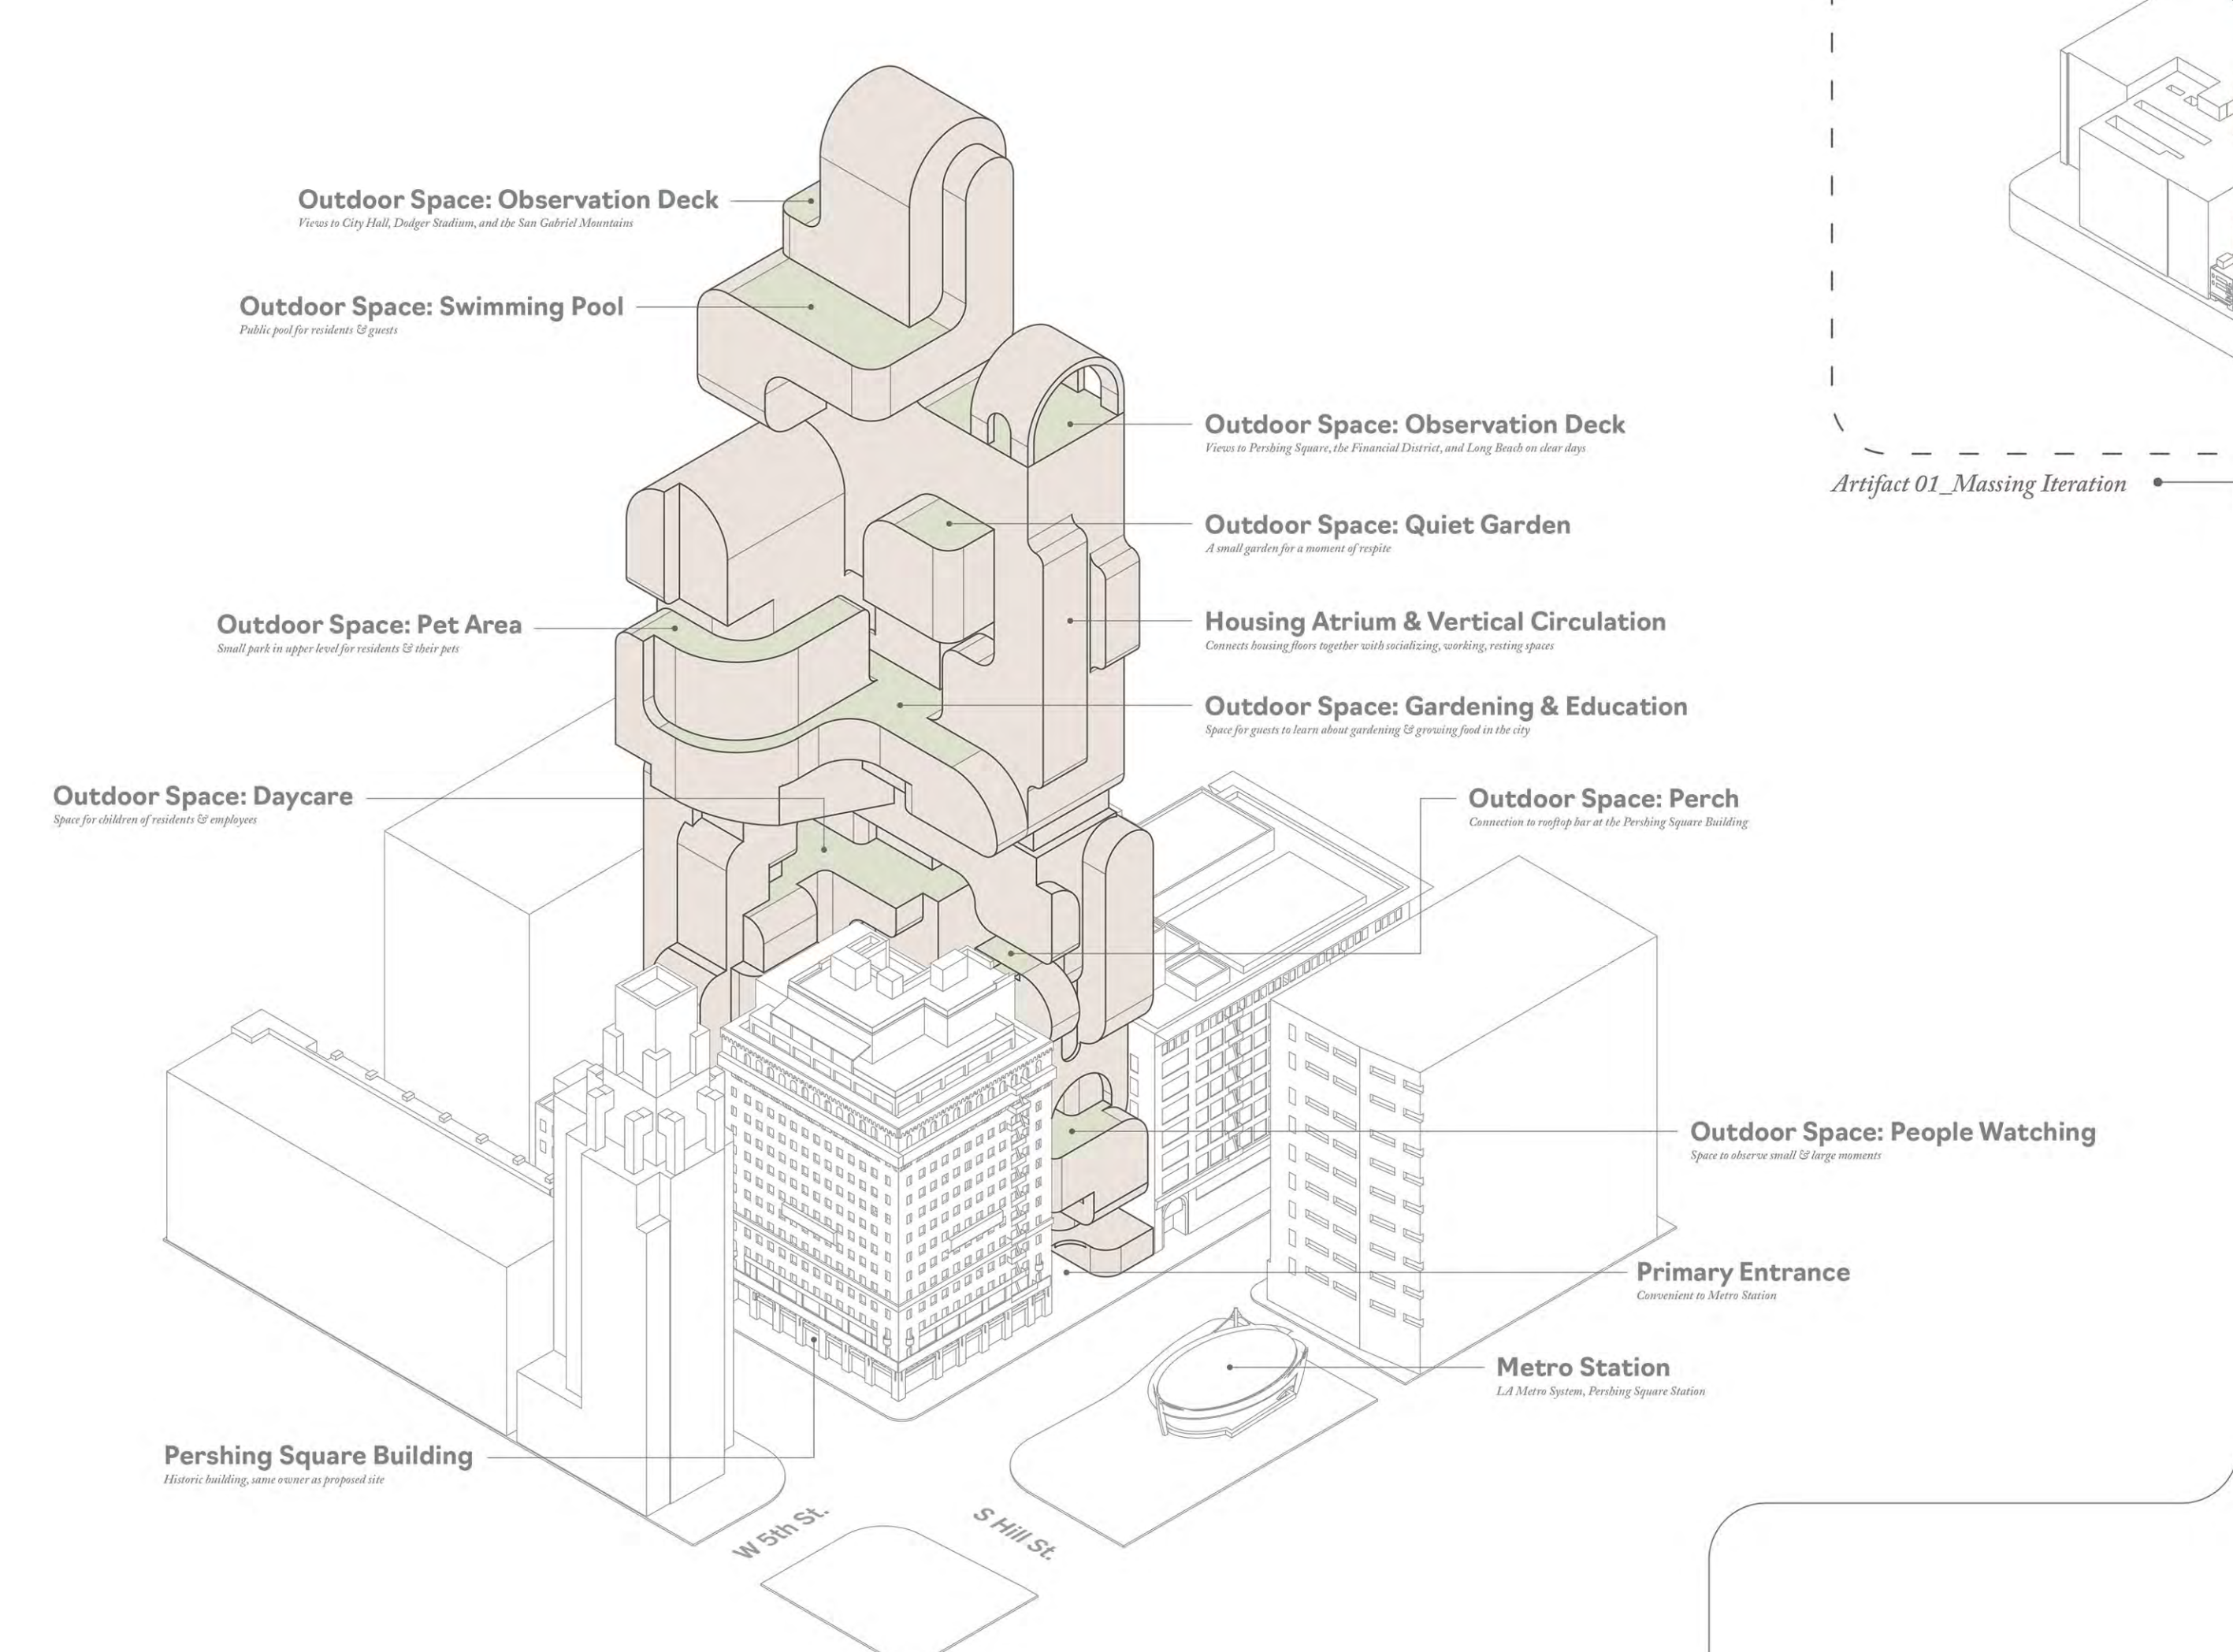 Outdoor Space: Observation Deck
Views to City Hall, Dodger Stadium, and the San Gabriel Mountains
Outdoor Space: Swimming Pool
Public pool for residents & guests
Outdoor Space: Observation Deck
Views to Pershing Square, the Financial District, and Long Beach on clear days
Artifact 01_Massing Iteration
Outdoor Space: Quiet Garden
A small garden for a moment of respite
Outdoor Space: Pet Area
Small park in upper level for residents & their pets
Housing Atrium & Vertical Circulation
Connects housing floors together with socializing, working, resting spaces
Outdoor Space: Gardening & Education
Space for guests to learn about gardening & growing food in the city
Outdoor Space: Daycare
Space for children of residents & employees
Outdoor Space: Perch
Connection to rooftop bar at the Pershing Square Building
Outdoor Space: People Watching
Space to observe small & large moments
Primary Entrance
Convenient to Metro Station
Metro Station
LA Metro System, Pershing Square Station
Pershing Square Building
Historic building, same owner as proposed site
W 5th St.
S Hill St.